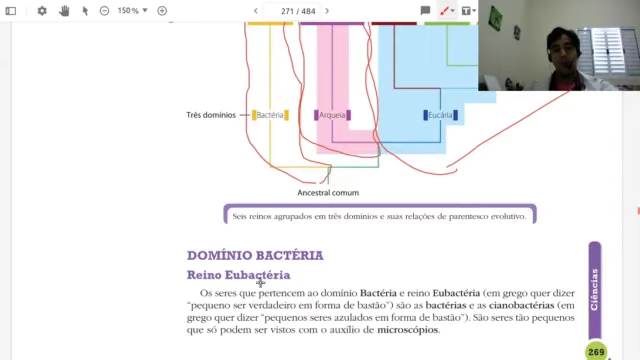 150 %
271 / 484
Três domínios
Bactéria
Arqueia
Eucária
Ancestral comum
Seis reinos agrupados em três domínios e suas relações de parentesco evolutivo.
DOMÍNIO BACTÉRIA
Reino Eubactéria
Os seres que pertencem ao domínio Bactéria e reino Eubactéria (em grego quer dizer
“pequeno ser verdadeiro em forma de bastão”) são as bactérias e as cianobactérias (em
grego quer dizer “pequenos seres azulados em forma de bastão”). São seres tão pequenos
que só podem ser vistos com o auxílio de microscópios.
Ciências
269